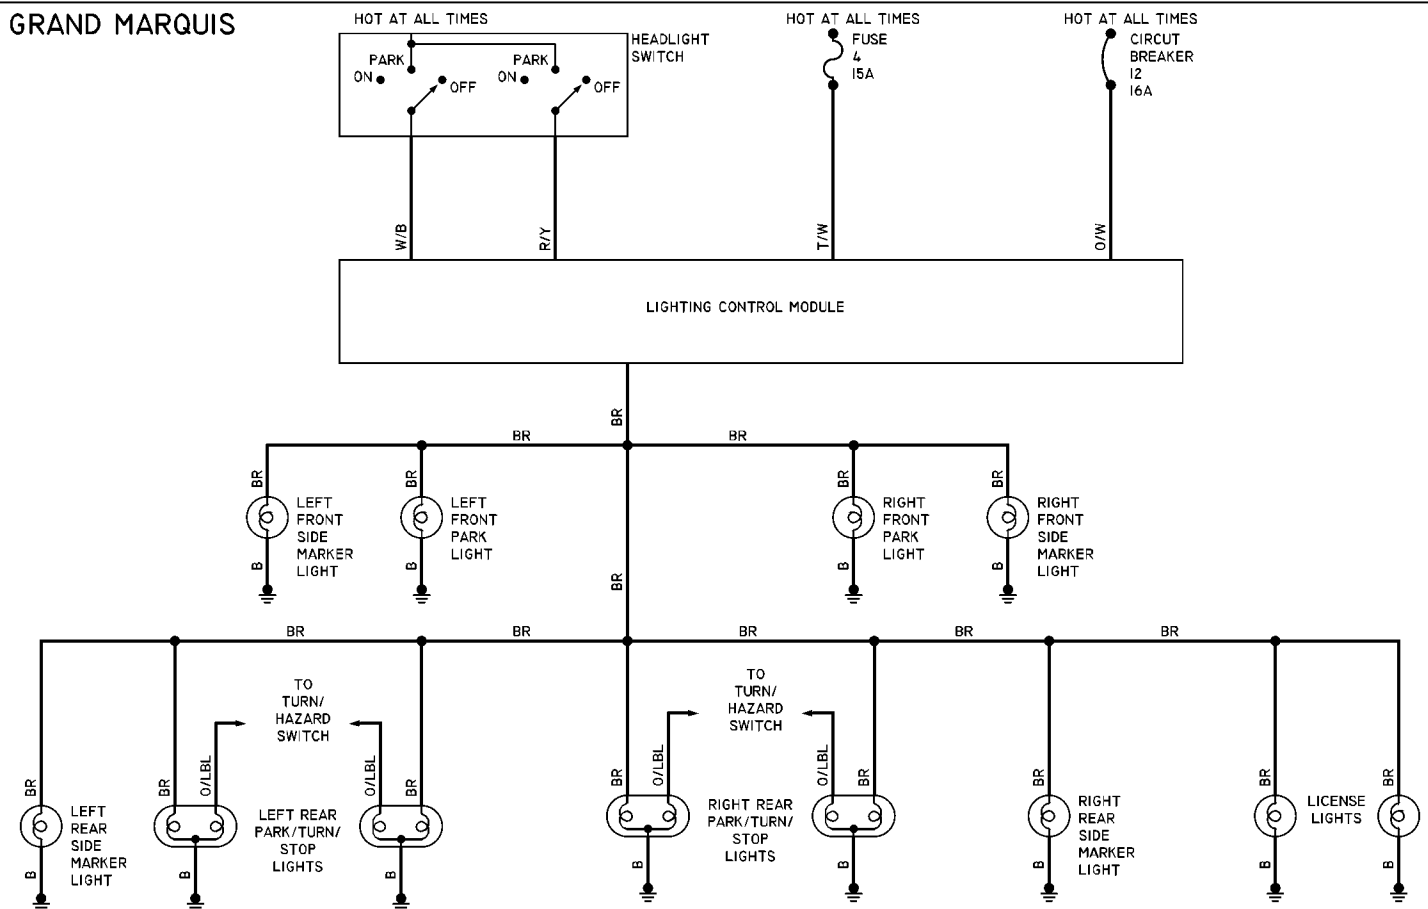 GRAND MARQUIS
HOT AT ALL TIMES
HOT AT ALL TIMES
HOT AT ALL TIMES
HEADLIGHT
SWITCH
PARK
ON
OFF
PARK
ON
OFF
FUSE
4
15A
CIRCUT
BREAKER
12
16A
W/B
R/Y
T/W
O/W
LIGHTING CONTROL MODULE
BR
BR
BR
BR
LEFT
FRONT
SIDE
MARKER
LIGHT
B
BR
LEFT
FRONT
PARK
LIGHT
B
BR
RIGHT
FRONT
PARK
LIGHT
B
BR
RIGHT
FRONT
SIDE
MARKER
LIGHT
B
BR
BR
BR
BR
BR
BR
TO
TURN/
HAZARD
SWITCH
TO
TURN/
HAZARD
SWITCH
BR
LEFT
REAR
SIDE
MARKER
LIGHT
B
BR
O/LBL
B
LEFT REAR
PARK/TURN/
STOP
LIGHTS
O/LBL
BR
B
BR
O/LBL
B
RIGHT REAR
PARK/TURN/
STOP
LIGHTS
O/LBL
BR
B
BR
RIGHT
REAR
SIDE
MARKER
LIGHT
B
BR
B
LICENSE
LIGHTS
BR
B